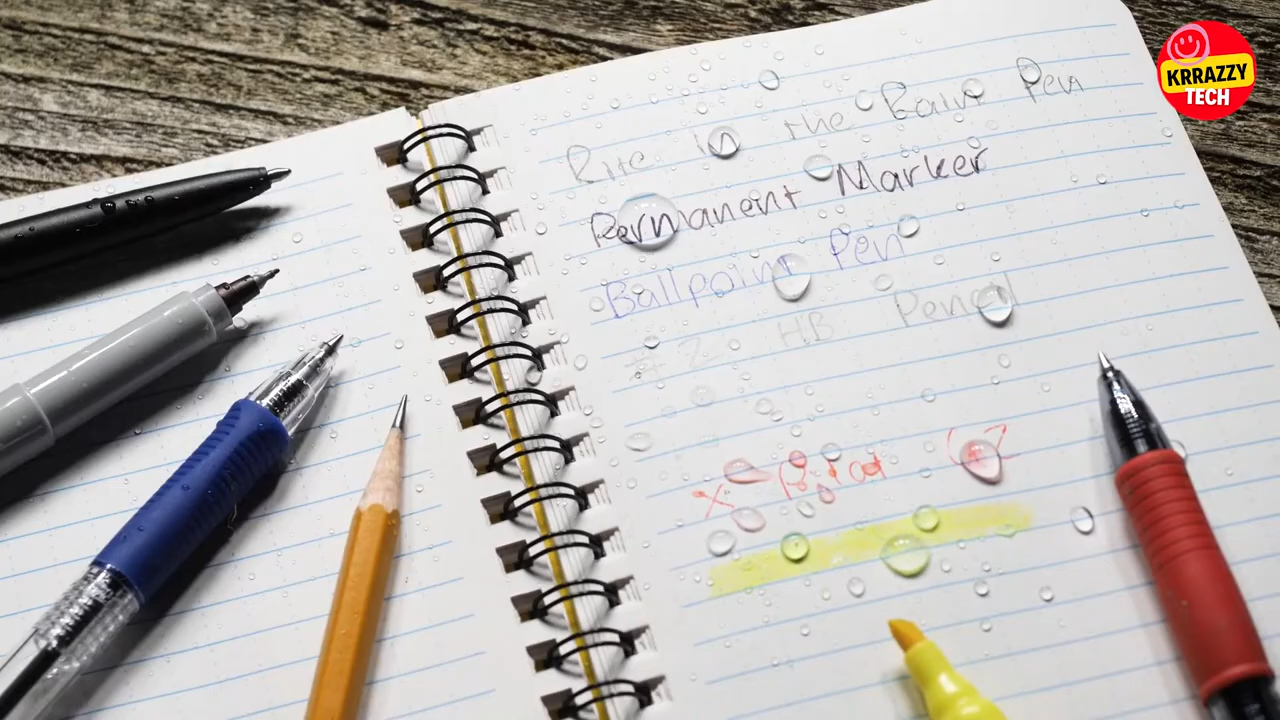 KRRAZZY
TECH
Rite in the Rain Pen
Permanent Marker
Ballpoint Pen
#2 HB Pencil
X